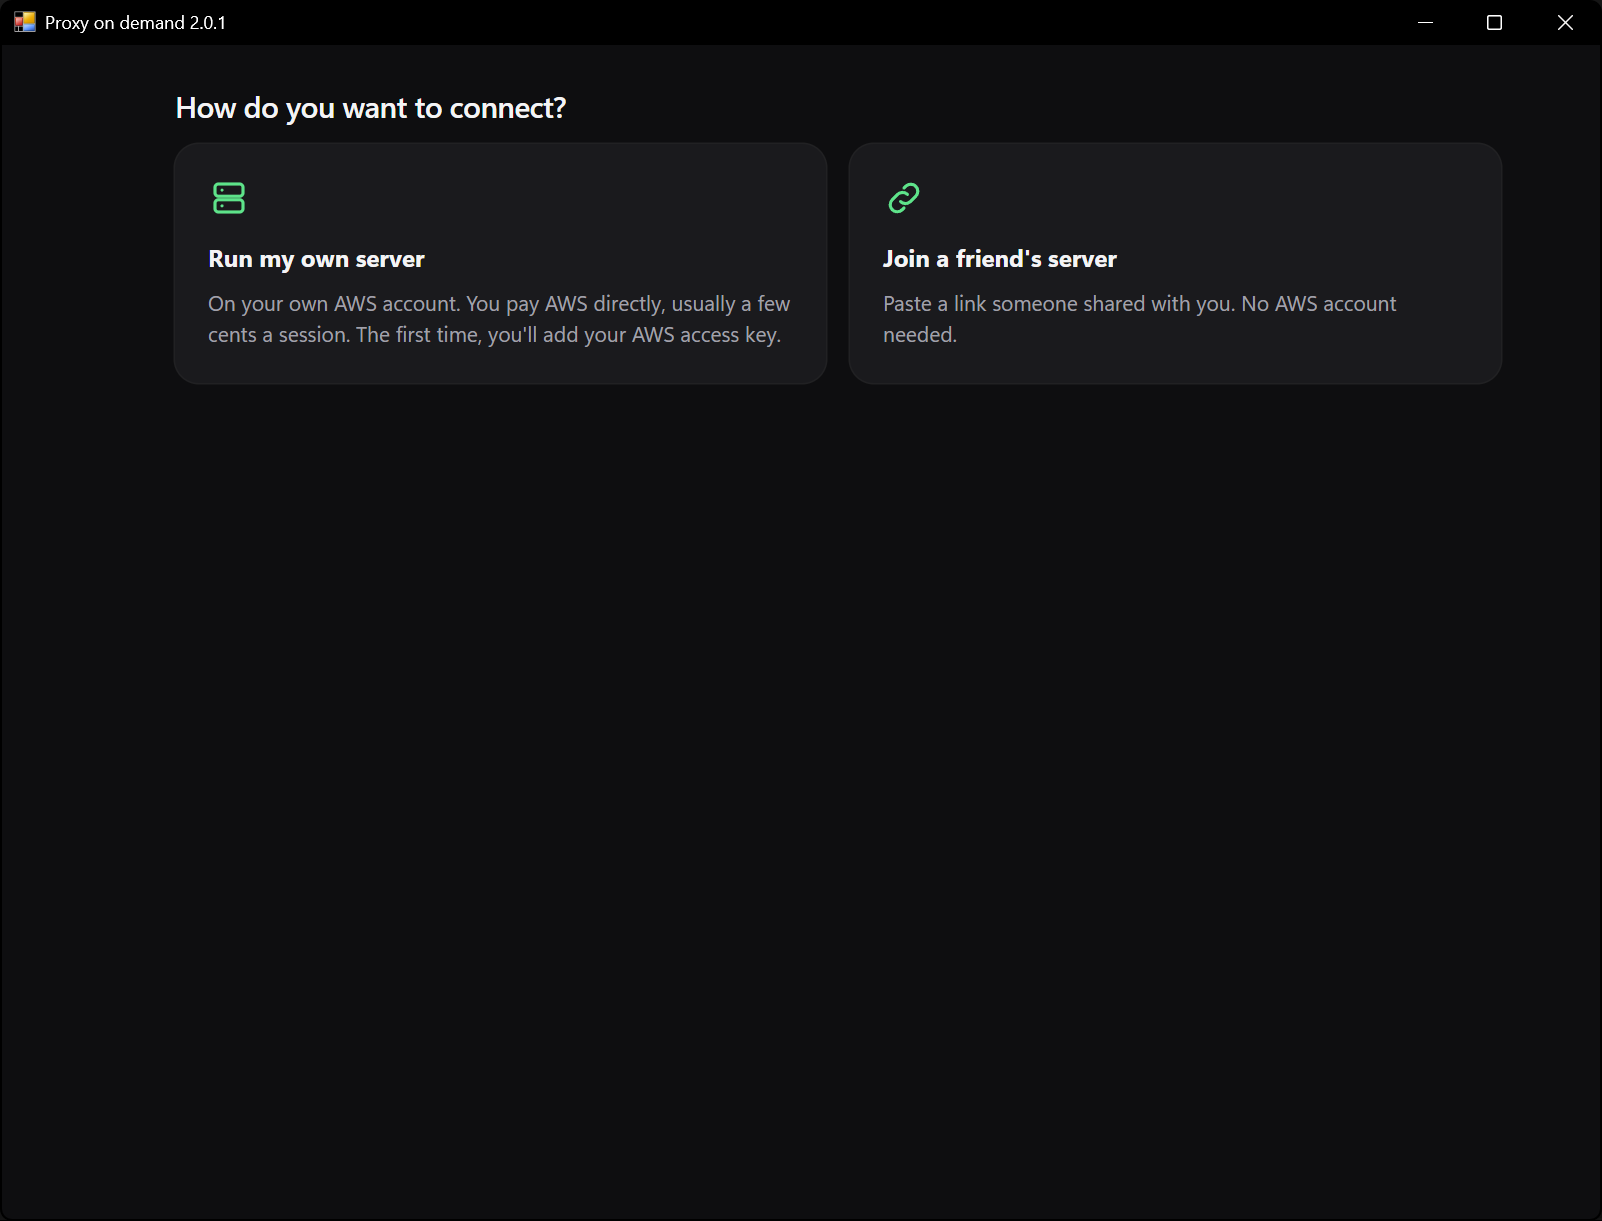 Proxy on demand 2.0.1
How do you want to connect?
Run my own server
On your own AWS account. You pay AWS directly, usually a few
cents a session. The first time, you'll add your AWS access key.
Join a friend's server
Paste a link someone shared with you. No AWS account
needed.